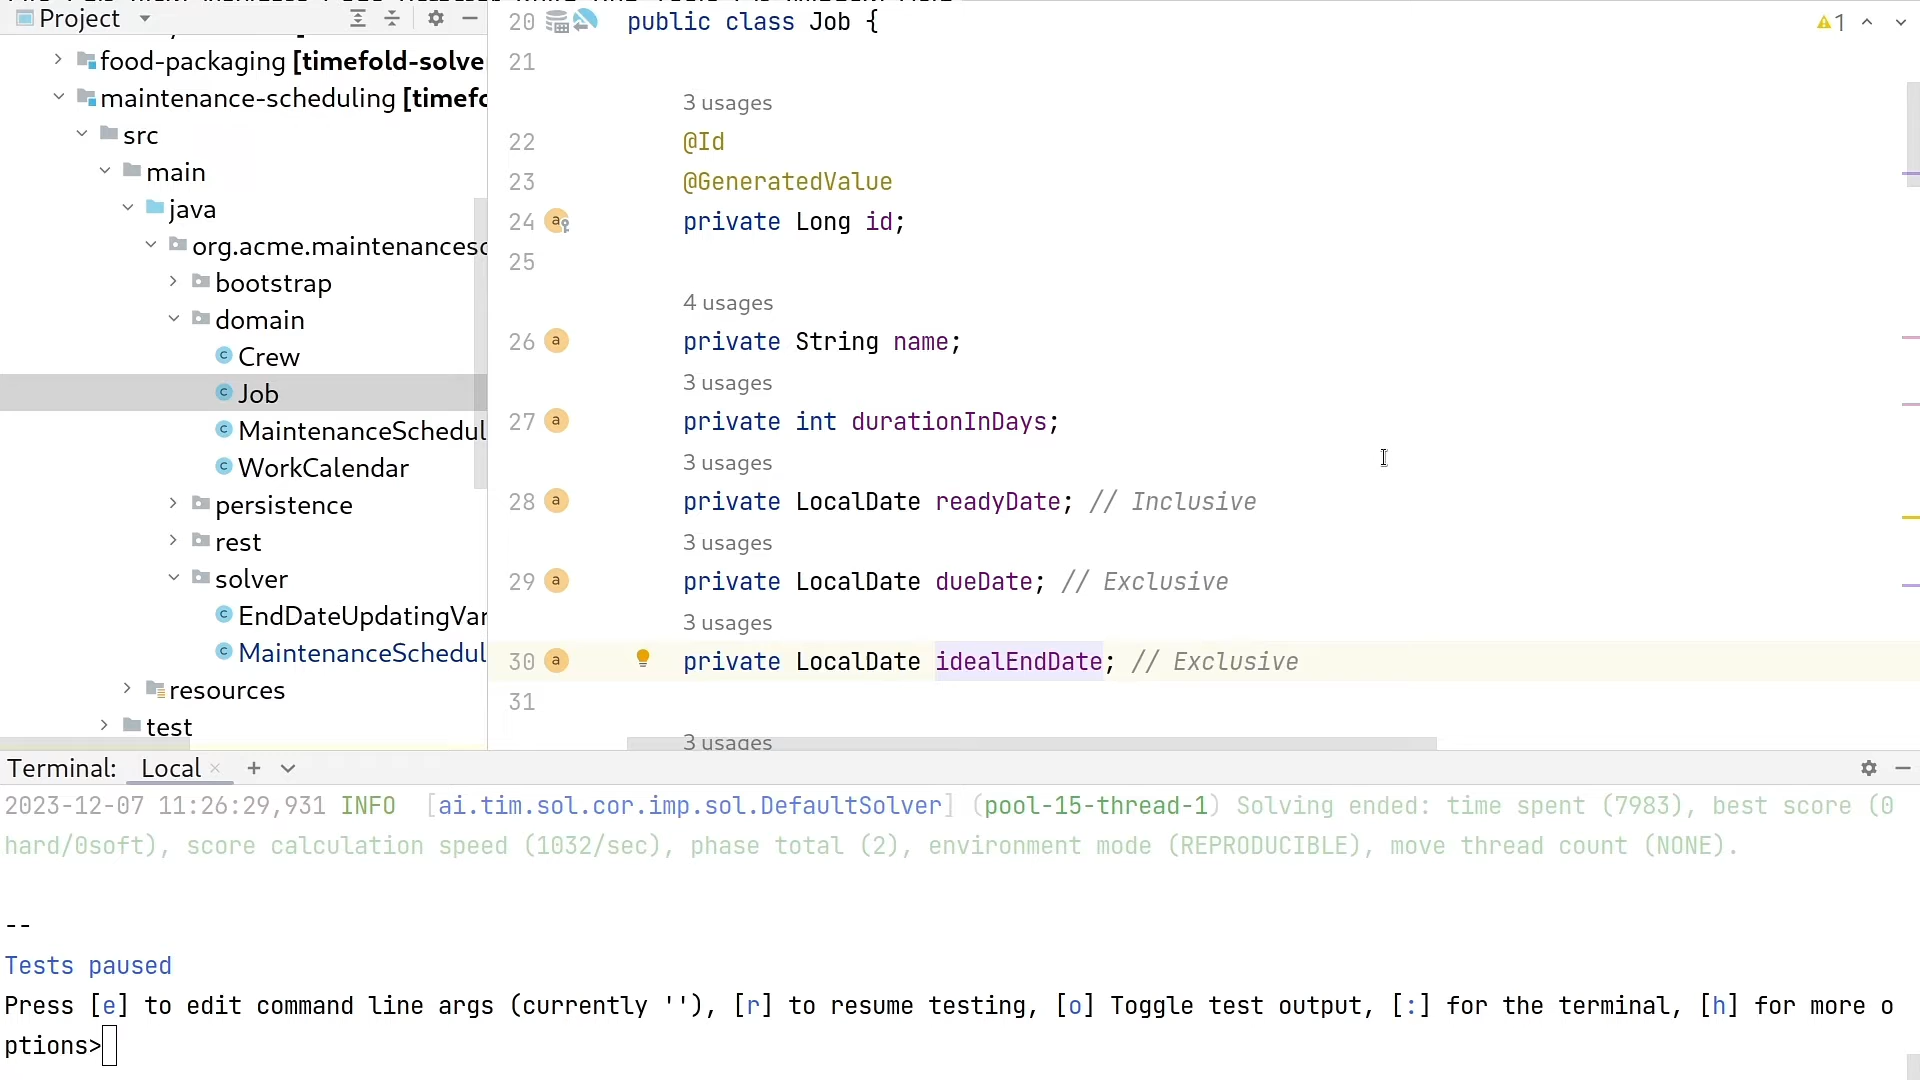 Project
food-packaging [timefold-solve
maintenance-scheduling [timefo
src
main
java
org.acme.maintenancesc
bootstrap
domain
Crew
Job
MaintenanceSchedul
WorkCalendar
persistence
rest
solver
EndDateUpdatingVar
MaintenanceSchedul
resources
test
20 public class Job {
1
21
3 usages
22 @Id
23 @GeneratedValue
24 private Long id;
25
4 usages
26 private String name;
3 usages
27 private int durationInDays;
3 usages
28 private LocalDate readyDate; // Inclusive
3 usages
29 private LocalDate dueDate; // Exclusive
3 usages
30 private LocalDate idealEndDate; // Exclusive
31
3 usages
Terminal: Local
2023-12-07 11:26:29,931 INFO [ai.tim.sol.cor.imp.sol.DefaultSolver] (pool-15-thread-1) Solving ended: time spent (7983), best score (0
hard/0soft), score calculation speed (1032/sec), phase total (2), environment mode (REPRODUCIBLE), move thread count (NONE).
--
Tests paused
Press [e] to edit command line args (currently ''), [r] to resume testing, [o] Toggle test output, [:] for the terminal, [h] for more o
ptions>